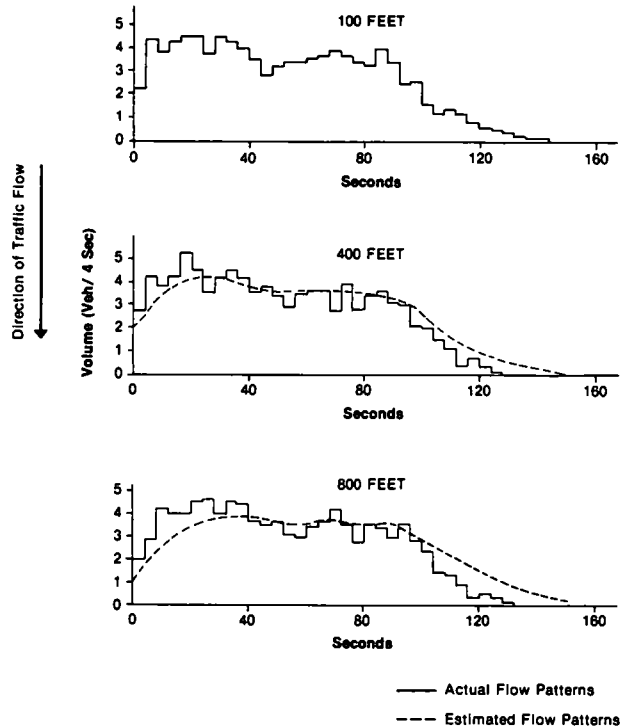 Direction of Traffic Flow
Volume (Veh/ 4 Sec)
100 FEET
5
4
3
2
1
0
0 40 80 120 160
Seconds
400 FEET
5
4
3
2
1
0
0 40 80 120 160
Seconds
800 FEET
5
4
3
2
1
0
0 40 80 120 160
Seconds
Actual Flow Patterns
Estimated Flow Patterns